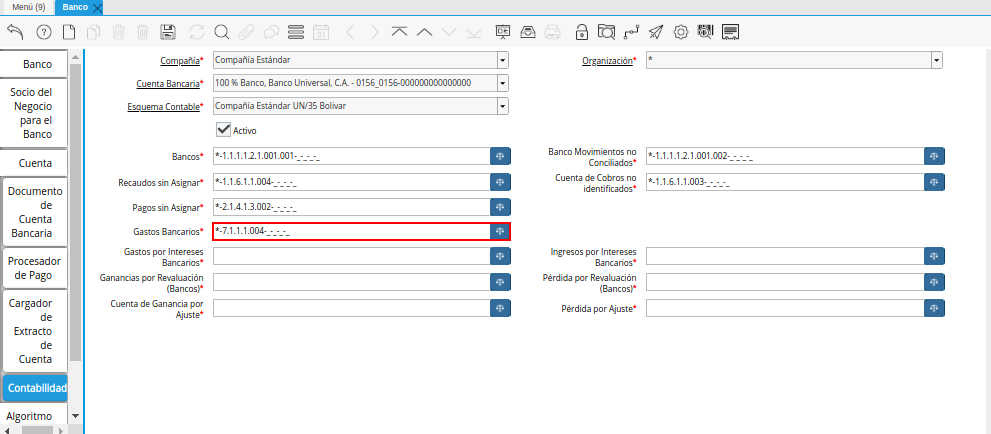 Menú (9)
Banco
Banco
Socio del
Negocio
para el
Banco
Cuenta
Documento
de
Cuenta
Bancaria
Procesador
de Pago
Cargador
de
Extracto
de
Cuenta
Contabilidad
Algoritmo
Compañía* Compañía Estándar
Organización* *
Cuenta Bancaria* 100 % Banco, Banco Universal, C.A. - 0156_0156-000000000000000
Esquema Contable* Compañía Estándar UN/35 Bolivar
Activo
Bancos* *-1.1.1.1.2.1.001.001-_-_-_-_
Banco Movimientos no
Conciliados* *-1.1.1.1.2.1.001.002-_-_-_-_
Recaudos sin Asignar* *-1.1.6.1.1.004-_-_-_-_
Cuenta de Cobros no
identificados* *-1.1.6.1.1.003-_-_-_-_
Pagos sin Asignar* *-2.1.4.1.3.002-_-_-_-_
Gastos Bancarios* *-7.1.1.1.004-_-_-_-_
Gastos por Intereses
Bancarios*
Ingresos por Intereses
Bancarios*
Ganancias por Revaluación
(Bancos)*
Pérdida por Revaluación
(Bancos)*
Cuenta de Ganancia por
Ajuste*
Pérdida por Ajuste*